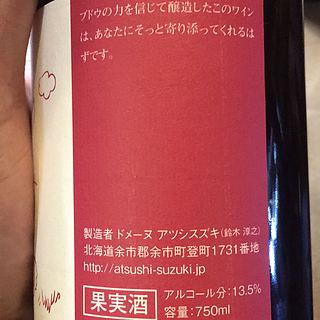 ブドウの力を信じて醸造したこのワイン
は、あなたにそっと寄り添ってくれるは
ずです。
製造者 ドメーヌ アツシスズキ(鈴木 淳之)
北海道余市郡余市町登町1731番地
http://atsushi-suzuki.jp
果実酒
アルコール分:13.5%
容量:750ml